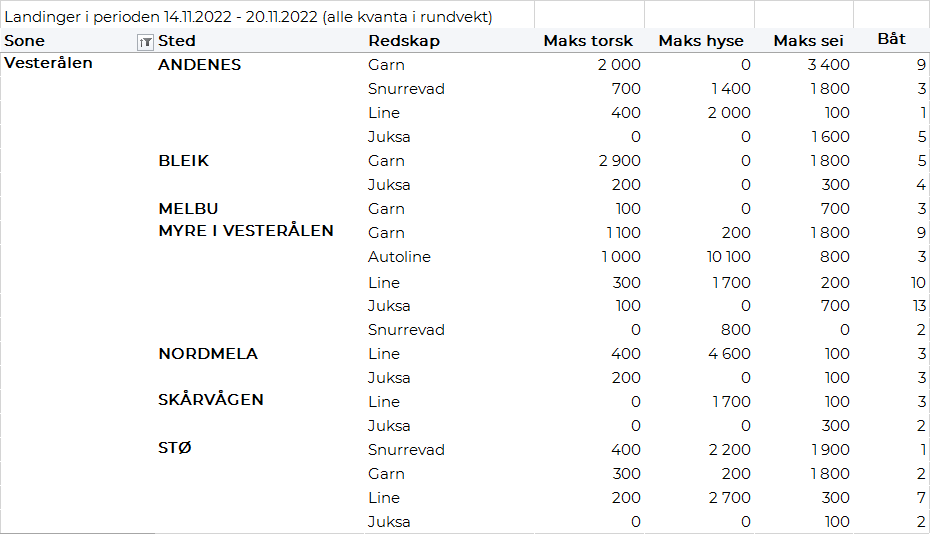 Landinger i perioden 14.11.2022 - 20.11.2022 (alle kvanta i rundvekt)
Sone Sted Redskap Maks torsk Maks hyse Maks sei Båt
Vesterålen ANDENES Garn 2 000 0 3 400 9
Snurrevad 700 1 400 1 800 3
Line 400 2 000 100 1
Juksa 0 0 1 600 5
BLEIK Garn 2 900 0 1 800 5
Juksa 200 0 300 4
MELBU Garn 100 0 700 3
MYRE I VESTERÅLEN Garn 1 100 200 1 800 9
Autoline 1 000 10 100 800 3
Line 300 1 700 200 10
Juksa 100 0 700 13
Snurrevad 0 800 0 2
NORDMELA Line 400 4 600 100 3
Juksa 200 0 100 3
SKÅRVÅGEN Line 0 1 700 100 3
Juksa 0 0 300 2
STØ Snurrevad 400 2 200 1 900 1
Garn 300 200 1 800 2
Line 200 2 700 300 7
Juksa 0 0 100 2